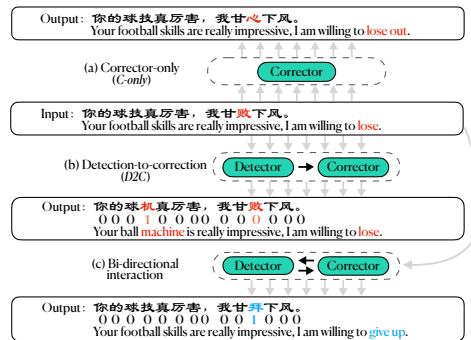 Output: 你的球技真厉害，我甘心下风。
Your football skills are really impressive, I am willing to lose out.
(a) Corrector-only
(C-only)
Corrector
Input: 你的球技真厉害，我甘败下风。
Your football skills are really impressive, I am willing to lose.
(b) Detection-to-correction
(D2C)
Detector
Corrector
Output: 你的球机真厉害，我甘败下风。
0 0 0 1 0 0 0 0 0 0 0 0 0 0
Your ball machine is really impressive, I am willing to lose.
(c) Bi-directional
interaction
Detector
Corrector
Output: 你的球技真厉害，我甘拜下风。
0 0 0 0 0 0 0 0 0 0 1 0 0 0
Your football skills are really impressive, I am willing to give up.